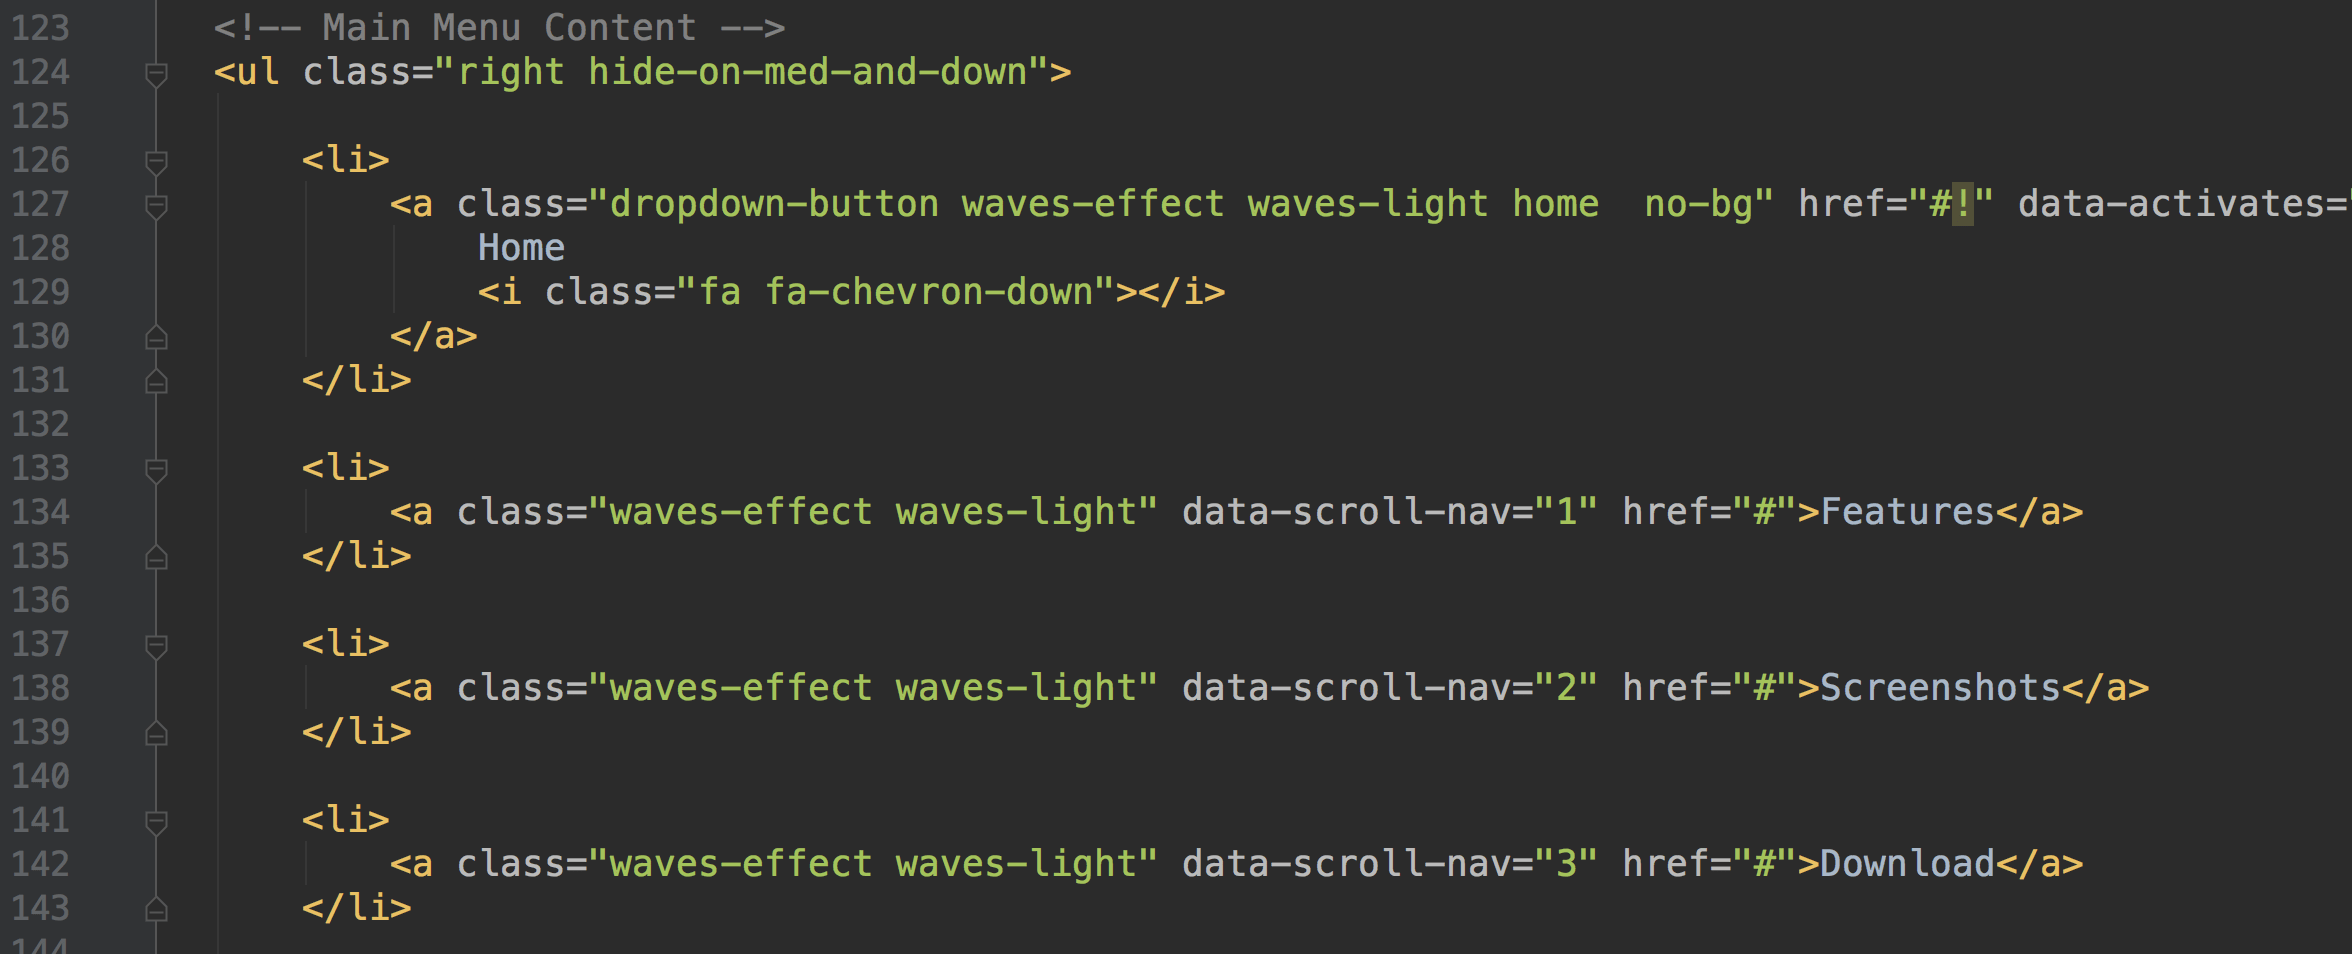 123 <!-- Main Menu Content -->
124 <ul class="right hide-on-med-and-down">
125
126 <li>
127 <a class="dropdown-button waves-effect waves-light home  no-bg" href="#!" data-activates="
128 Home
129 <i class="fa fa-chevron-down"></i>
130 </a>
131 </li>
132
133 <li>
134 <a class="waves-effect waves-light" data-scroll-nav="1" href="#">Features</a>
135 </li>
136
137 <li>
138 <a class="waves-effect waves-light" data-scroll-nav="2" href="#">Screenshots</a>
139 </li>
140
141 <li>
142 <a class="waves-effect waves-light" data-scroll-nav="3" href="#">Download</a>
143 </li>
144